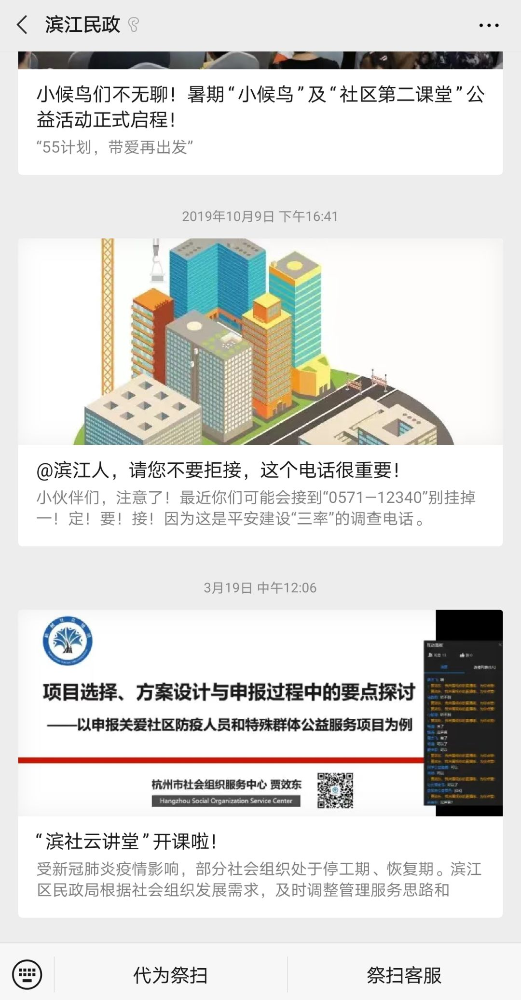 滨江民政
小候鸟们不无聊！暑期“小候鸟”及“社区第二课堂”公
益活动正式启程！
“55计划，带爱再出发”
2019年10月9日 下午16:41
@滨江人，请您不要拒接，这个电话很重要！
小伙伴们，注意了！最近你们可能会接到“0571—12340”别挂掉
一！定！要！接！因为这是平安建设“三率”的调查电话。
3月19日 中午12:06
项目选择、方案设计与申报过程中的要点探讨
——以申报关爱社区防疫人员和特殊群体公益服务项目为例
杭州市社会组织服务中心 贾效东
Hangzhou Social Organization Service Center
互动面板
“滨社云讲堂”开课啦！
受新冠肺炎疫情影响，部分社会组织处于停工期、恢复期。滨江
区民政局根据社会组织发展需求，及时调整管理服务思路和
代为祭扫
祭扫客服